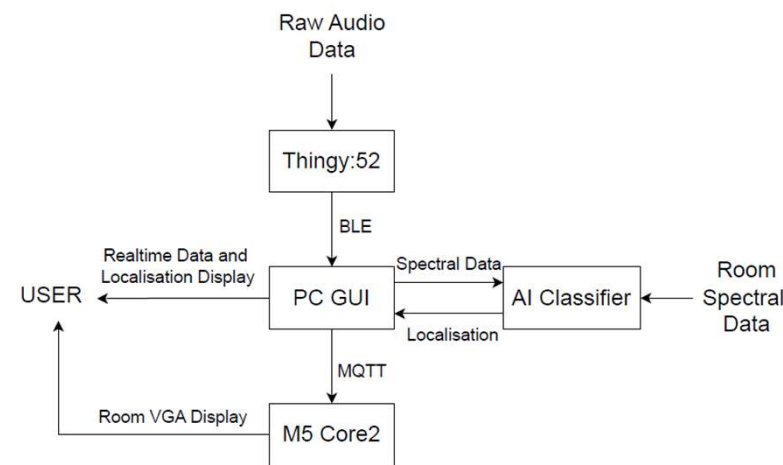 Raw Audio
Data
Thingy:52
BLE
Realtime Data and
Localisation Display
Spectral Data
USER
PC GUI
AI Classifier
Room
Spectral
Data
Localisation
MQTT
Room VGA Display
M5 Core2